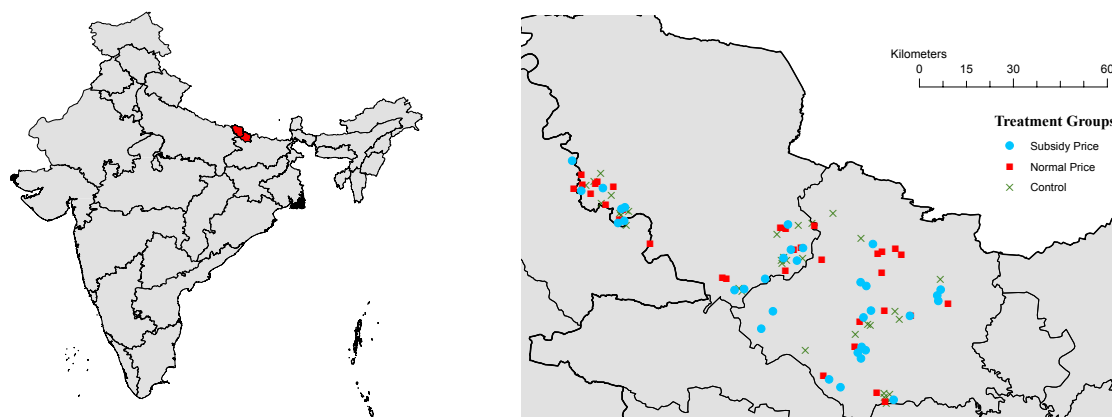 Kilometers
0 15 30 60
Treatment Groups
Subsidy Price
Normal Price
Control